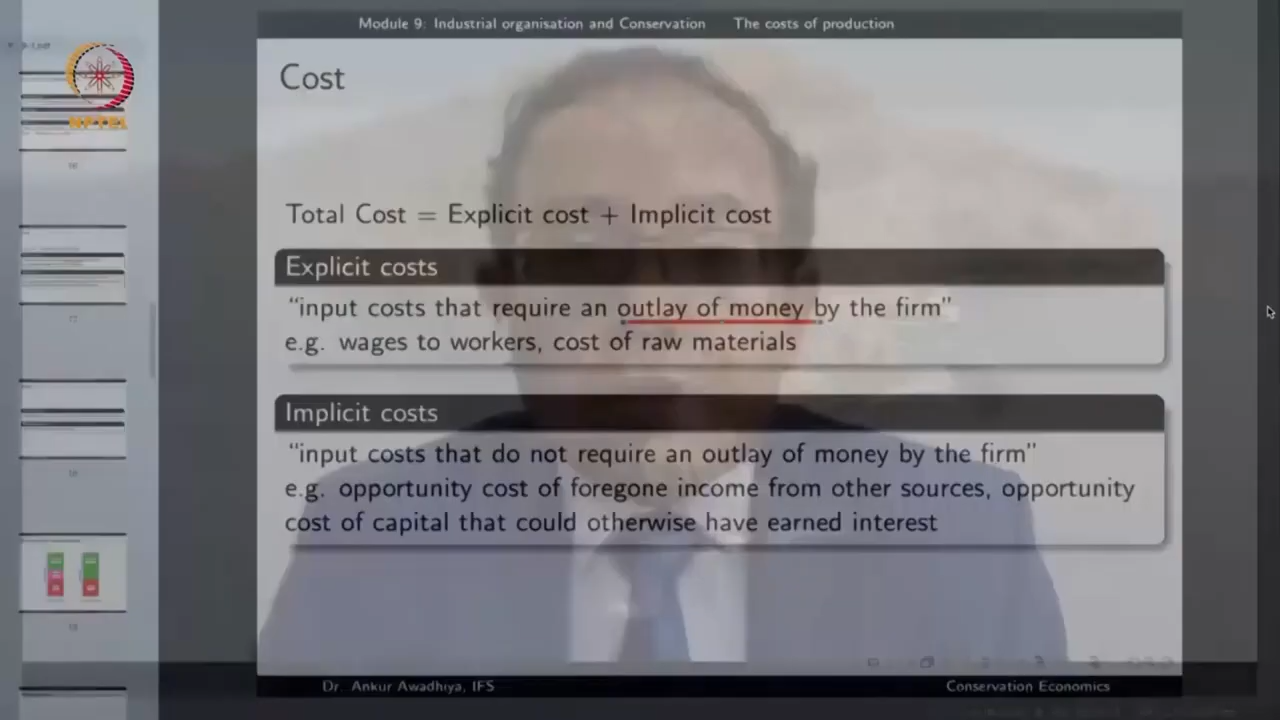 Module 9: Industrial organisation and Conservation The costs of production
9-1.pdf
NPTEL
Cost
Total Cost = Explicit cost + Implicit cost
Explicit costs
“input costs that require an outlay of money by the firm”
e.g. wages to workers, cost of raw materials
Implicit costs
“input costs that do not require an outlay of money by the firm”
e.g. opportunity cost of foregone income from other sources, opportunity
cost of capital that could otherwise have earned interest
Dr. Ankur Awadhiya, IFS Conservation Economics